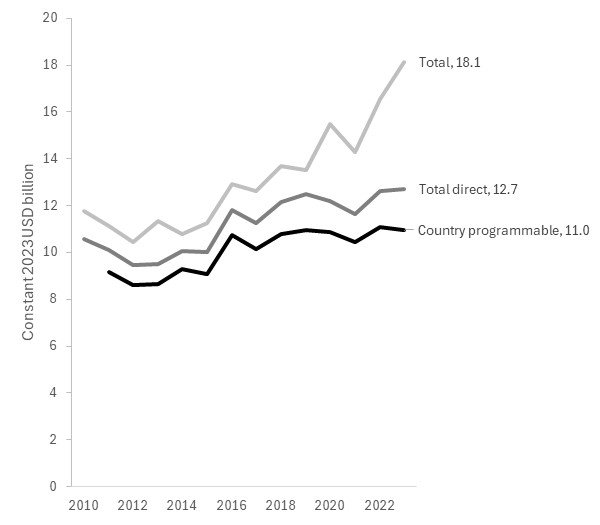 20
18
16
14
12
10
8
6
4
2
0
Constant 2023 USD billion
Total, 18.1
Total direct, 12.7
Country programmable, 11.0
2010 2012 2014 2016 2018 2020 2022